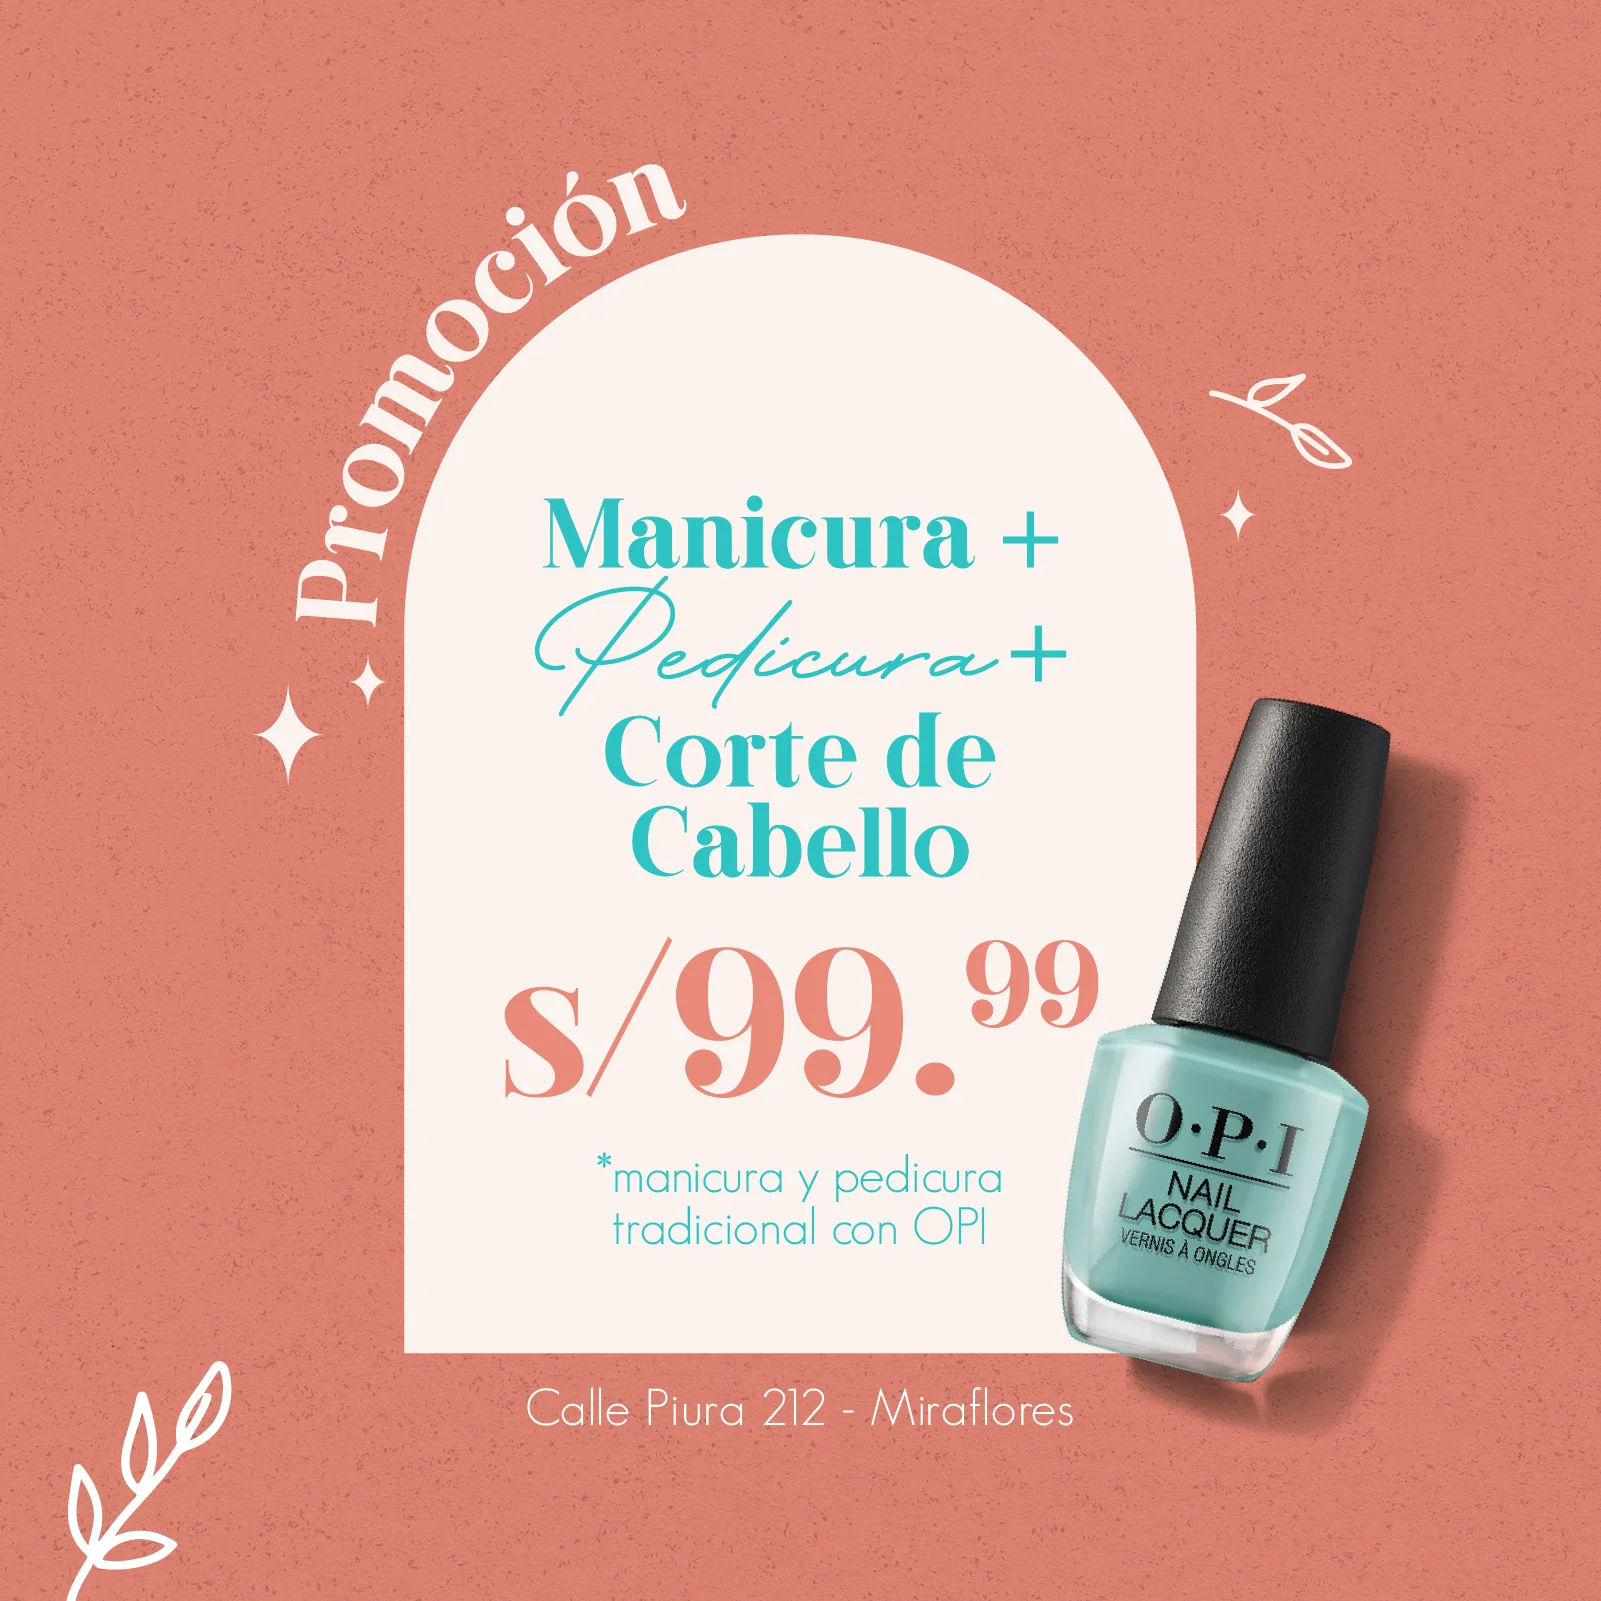 Promoción
Manicura +
Pedicura +
Corte de
Cabello
s/99.99
*manicura y pedicura
tradicional con OPI
O·P·I
NAIL
LACQUER
VERNIS À ONGLES
Calle Piura 212 - Miraflores